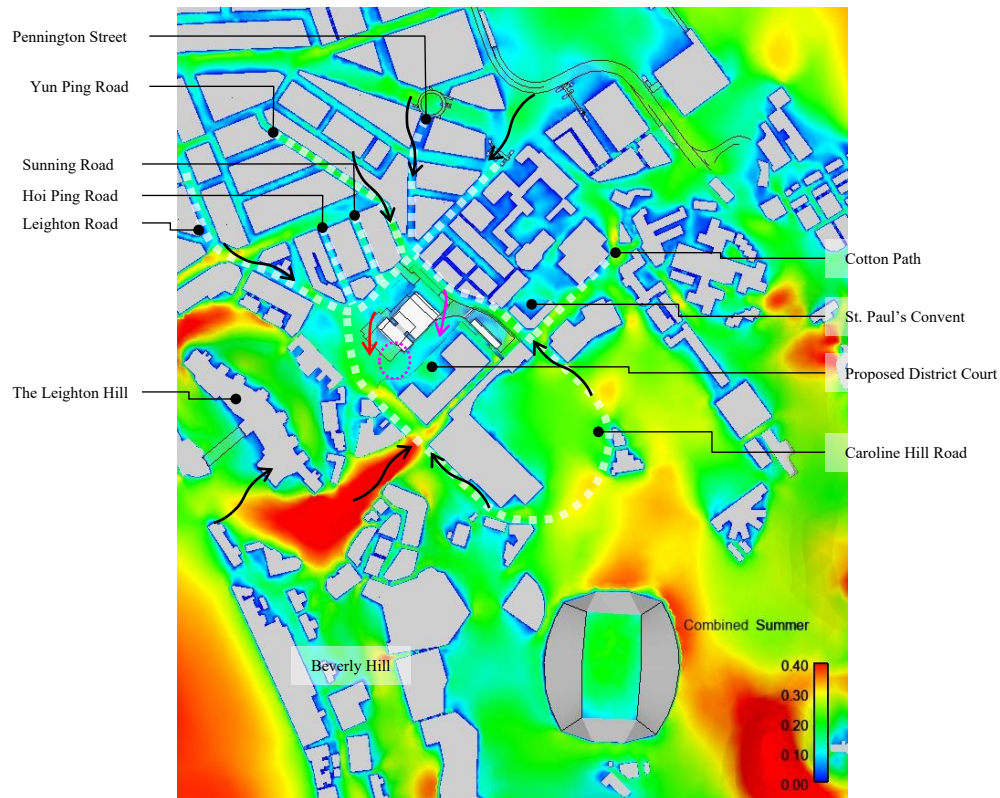 Pennington Street
Yun Ping Road
Sunning Road
Hoi Ping Road
Leighton Road
Cotton Path
St. Paul's Convent
Proposed District Court
The Leighton Hill
Caroline Hill Road
Combined Summer
Beverly Hill
0.40
0.30
0.20
0.10
0.00